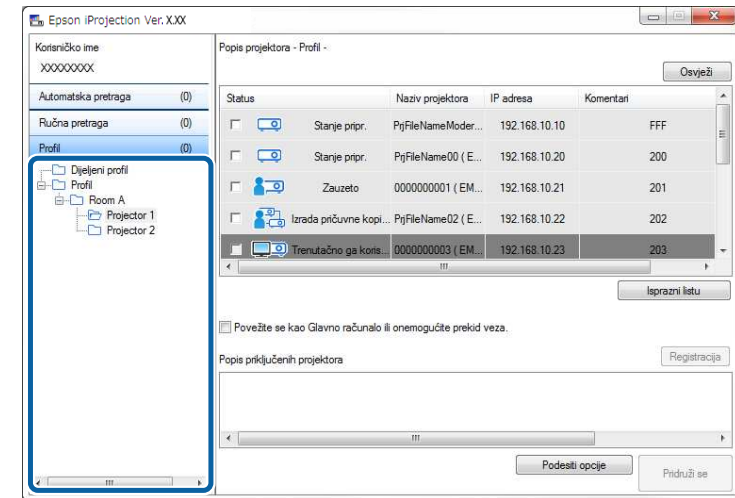 Epson iProjection Ver. X.XX
Korisničko ime
XXXXXXXX
Automatska pretraga (0)
Ručna pretraga (0)
Profil (0)
Dijeljeni profil
Profil
Room A
Projector 1
Projector 2
Popis projektora - Profil -
Osvježi
Status Naziv projektora IP adresa Komentari
Stanje pripr. PrjFileNameModer... 192.168.10.10 FFF
Stanje pripr. PrjFileName00 ( E... 192.168.10.20 200
Zauzeto 0000000001 ( EM... 192.168.10.21 201
Izrada pričuvne kopi... PrjFileName02 ( E... 192.168.10.22 202
Trenutačno ga koris... 0000000003 ( EM... 192.168.10.23 203
Isprazni listu
Povežite se kao Glavno računalo ili onemogućite prekid veza.
Popis priključenih projektora
Registracija
Podesiti opcije
Pridruži se